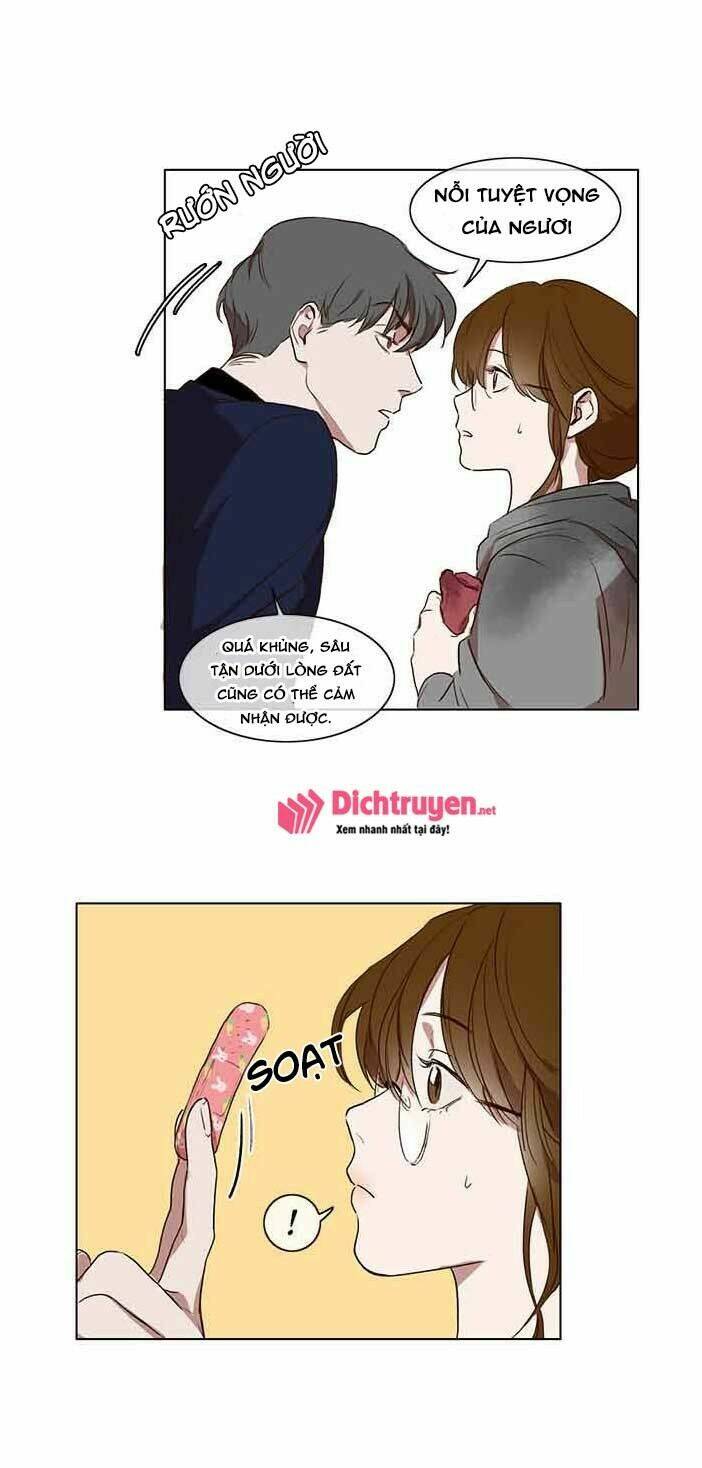 RƯỚN NGƯỜI
NỖI TUYỆT VỌNG
CỦA NGƯƠI
QUÁ KHỦNG, SÂU
TẬN DƯỚI LÒNG ĐẤT
CŨNG CÓ THỂ CẢM
NHẬN ĐƯỢC.
Dichtruyen.net
Xem nhanh nhất tại đây!
SOẠT
!